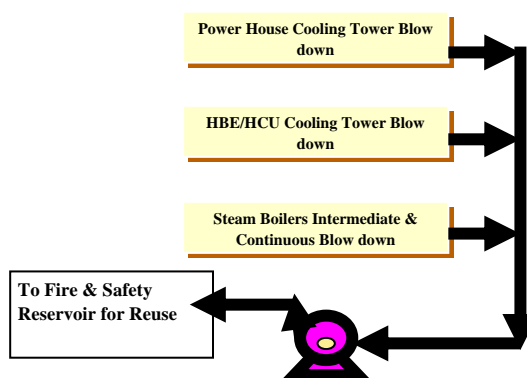 Power House Cooling Tower Blow
down
HBE/HCU Cooling Tower Blow
down
Steam Boilers Intermediate &
Continuous Blow down
To Fire & Safety
Reservoir for Reuse